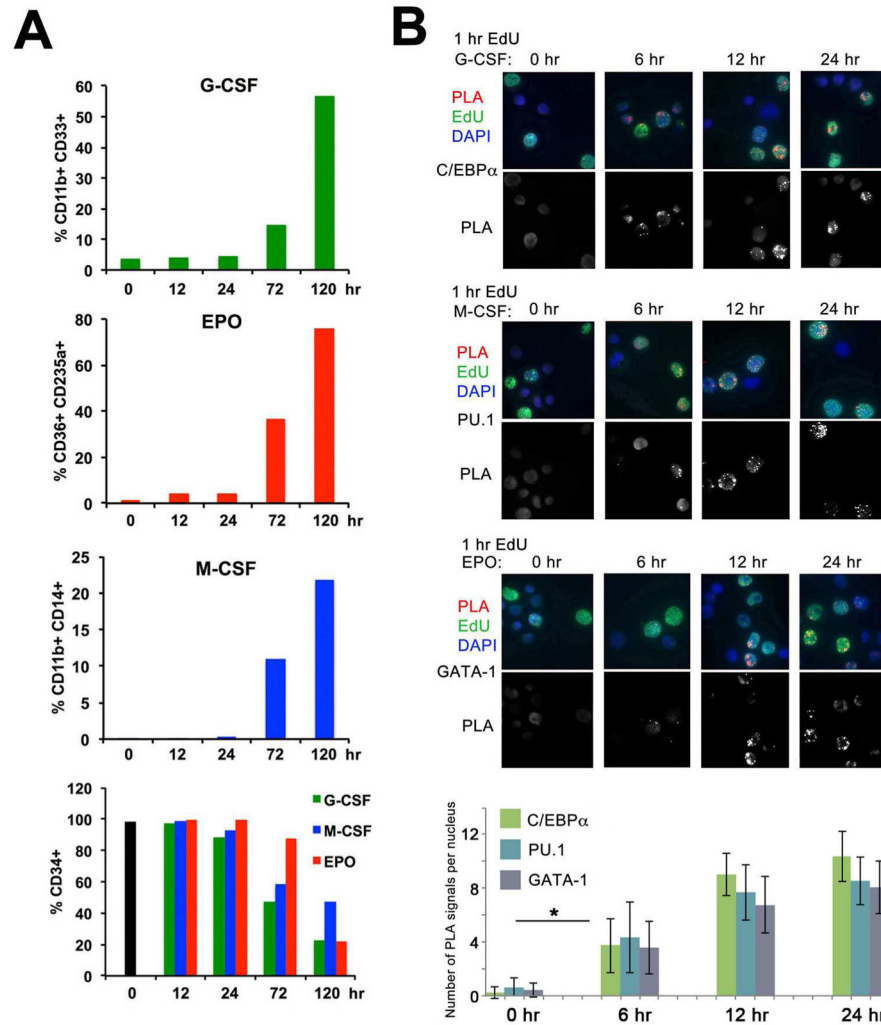 A
G-CSF
% CD11b+ CD33+
60
50
40
30
20
10
0
0 12 24 72 120 hr
EPO
% CD36+ CD235a+
80
60
40
20
0
0 12 24 72 120 hr
M-CSF
% CD11b+ CD14+
25
20
15
10
5
0
0 12 24 72 120 hr
% CD34+
120
100
80
60
40
20
0
G-CSF
M-CSF
EPO
0 12 24 72 120 hr
B
1 hr EdU
G-CSF: 0 hr 6 hr 12 hr 24 hr
PLA
EdU
DAPI
C/EBPα
PLA
1 hr EdU
M-CSF: 0 hr 6 hr 12 hr 24 hr
PLA
EdU
DAPI
PU.1
PLA
1 hr EdU
EPO: 0 hr 6 hr 12 hr 24 hr
PLA
EdU
DAPI
GATA-1
PLA
Number of PLA signals per nucleus
12
8
4
0
C/EBPα
PU.1
GATA-1
*
0 hr 6 hr 12 hr 24 hr